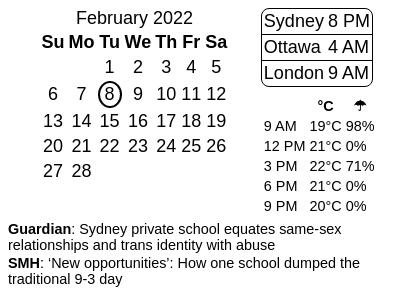 February 2022
Su Mo Tu We Th Fr Sa
1 2 3 4 5
6 7 8 9 10 11 12
13 14 15 16 17 18 19
20 21 22 23 24 25 26
27 28
Sydney 8 PM
Ottawa 4 AM
London 9 AM
°C ☂
9 AM 19°C 98%
12 PM 21°C 0%
3 PM 22°C 71%
6 PM 21°C 0%
9 PM 20°C 0%
Guardian: Sydney private school equates same-sex
relationships and trans identity with abuse
SMH: ‘New opportunities’: How one school dumped the
traditional 9-3 day